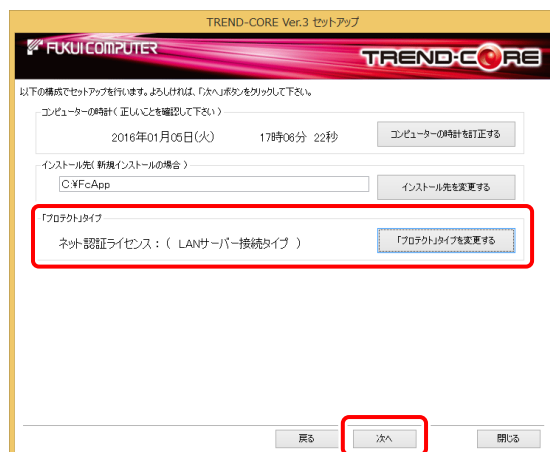 TREND-CORE Ver.3 セットアップ
FUKUI COMPUTER
TREND-CORE
以下の構成でセットアップを行います。よろしければ、「次へ」ボタンをクリックして下さい。
コンピューターの時計( 正しいことを確認して下さい )
2016年01月05日(火) 17時06分 22秒 コンピューターの時計を訂正する
インストール先( 新規インストールの場合 )
C:¥FcApp インストール先を変更する
「プロテクト」タイプ
ネット認証ライセンス：( LANサーバー接続タイプ ) 「プロテクト」タイプを変更する
戻る 次へ 閉じる